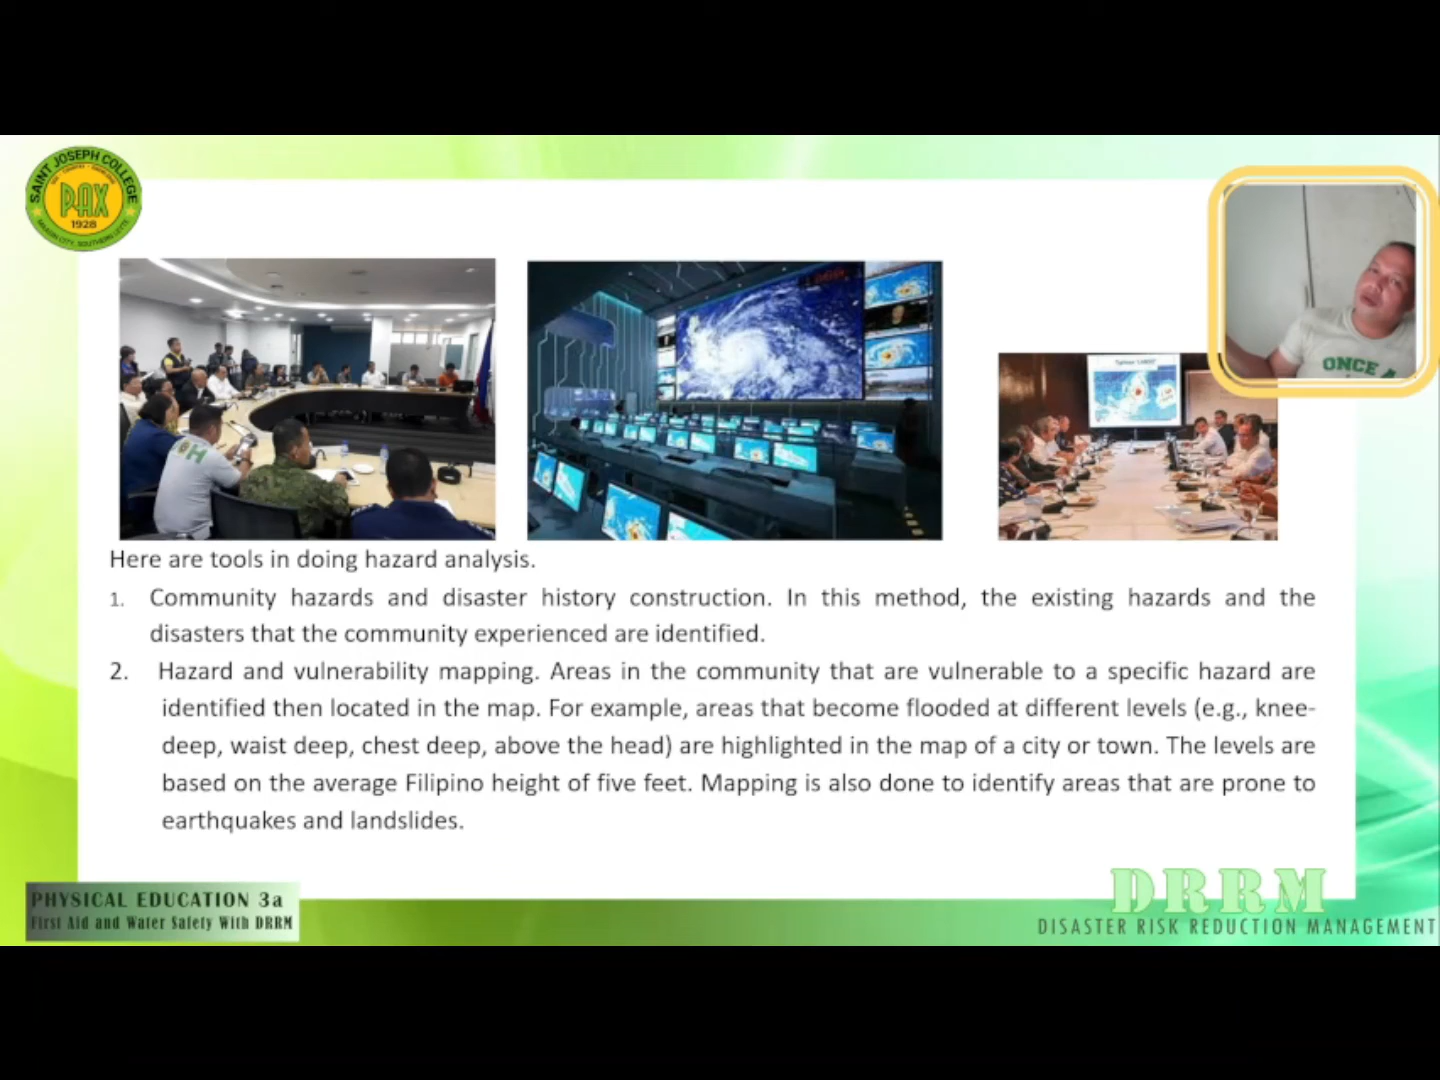 SAINT JOSEPH COLLEGE
PAX
1928
MAASIN CITY, SOUTHERN LEYTE
ONCE A
Here are tools in doing hazard analysis.
1. Community hazards and disaster history construction. In this method, the existing hazards and the
disasters that the community experienced are identified.
2. Hazard and vulnerability mapping. Areas in the community that are vulnerable to a specific hazard are
identified then located in the map. For example, areas that become flooded at different levels (e.g., knee-
deep, waist deep, chest deep, above the head) are highlighted in the map of a city or town. The levels are
based on the average Filipino height of five feet. Mapping is also done to identify areas that are prone to
earthquakes and landslides.
PHYSICAL EDUCATION 3a
First Aid and Water Safety With DRRM
DRRM
DISASTER RISK REDUCTION MANAGEMENT